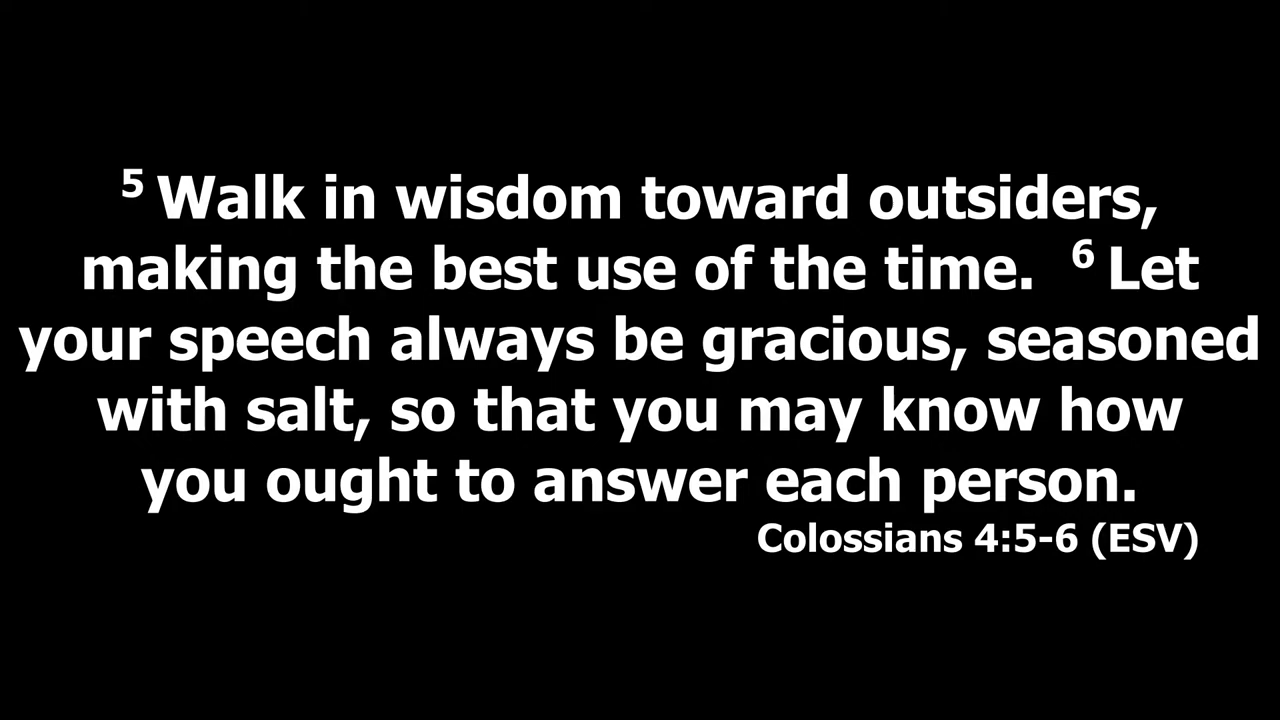 5 Walk in wisdom toward outsiders,
making the best use of the time. 6 Let
your speech always be gracious, seasoned
with salt, so that you may know how
you ought to answer each person.
Colossians 4:5-6 (ESV)